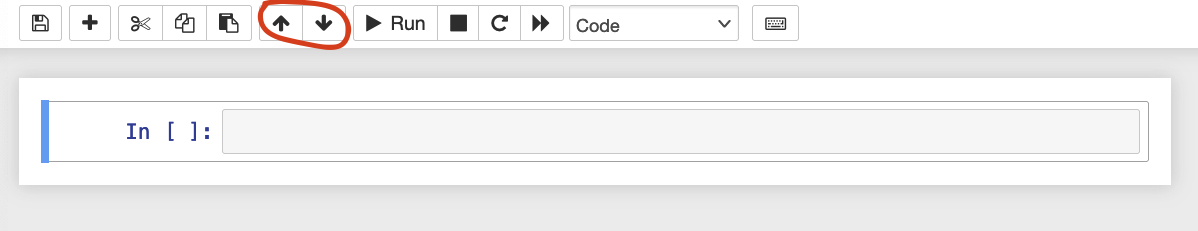 Run
Code
In [ ]: